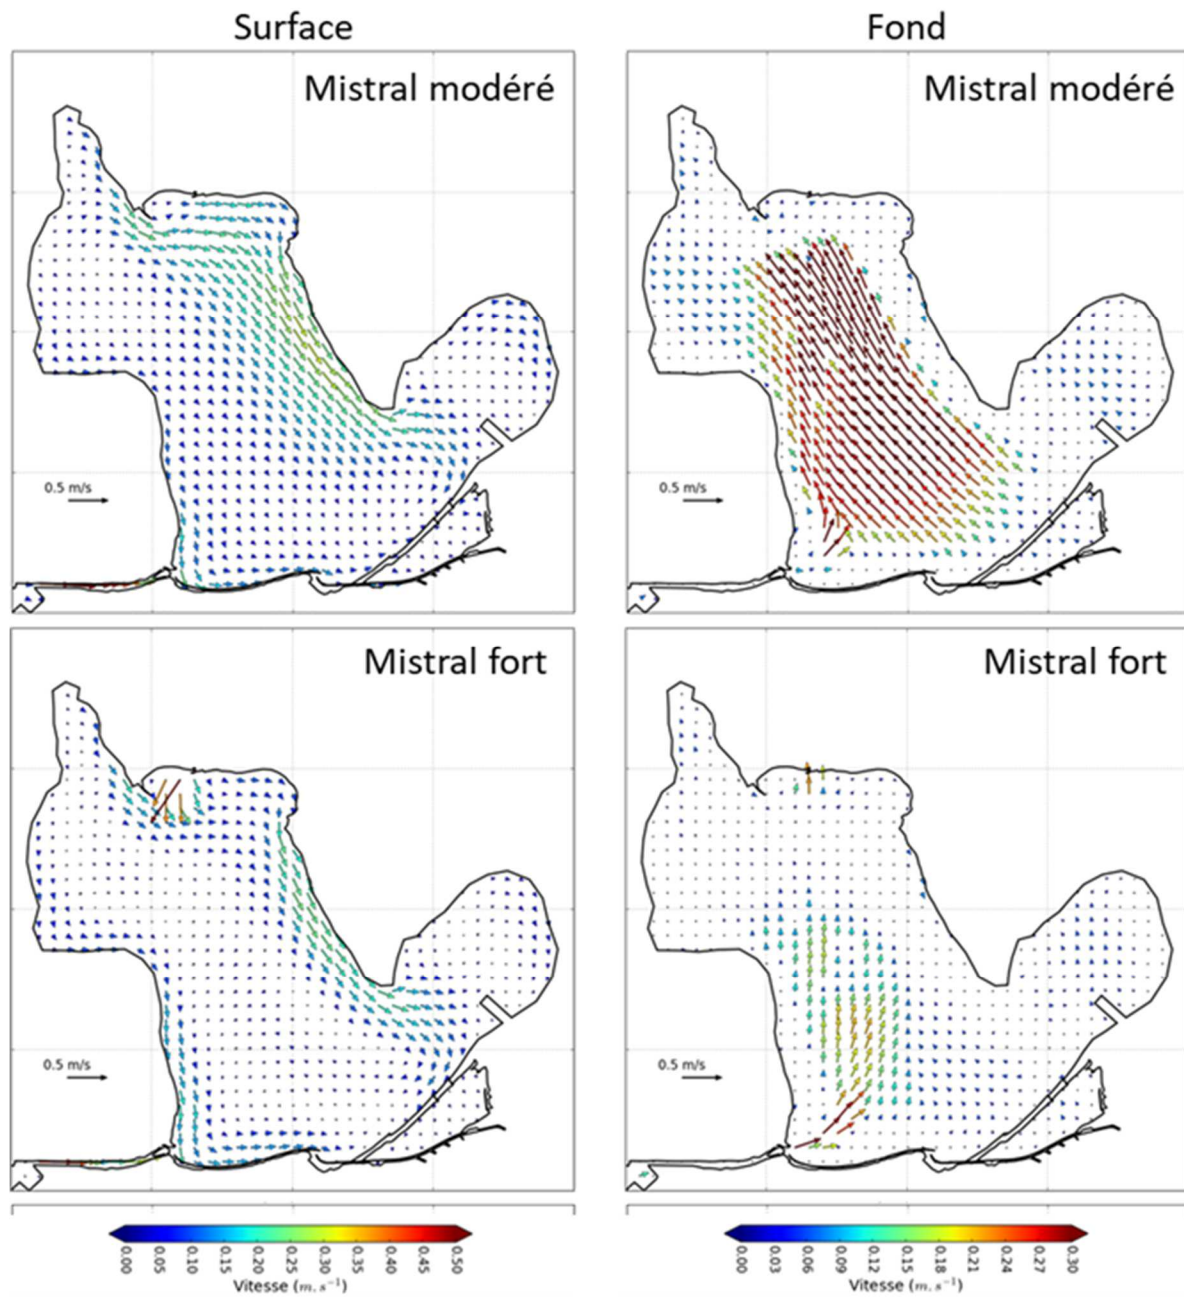 Surface
Fond
Mistral modéré
Mistral modéré
0.5 m/s
0.5 m/s
Mistral fort
Mistral fort
0.5 m/s
0.5 m/s
0.00 0.05 0.10 0.15 0.20 0.25 0.30 0.35 0.40 0.45 0.50
Vitesse (m.s⁻¹)
0.00 0.03 0.06 0.09 0.12 0.15 0.18 0.21 0.24 0.27 0.30
Vitesse (m.s⁻¹)